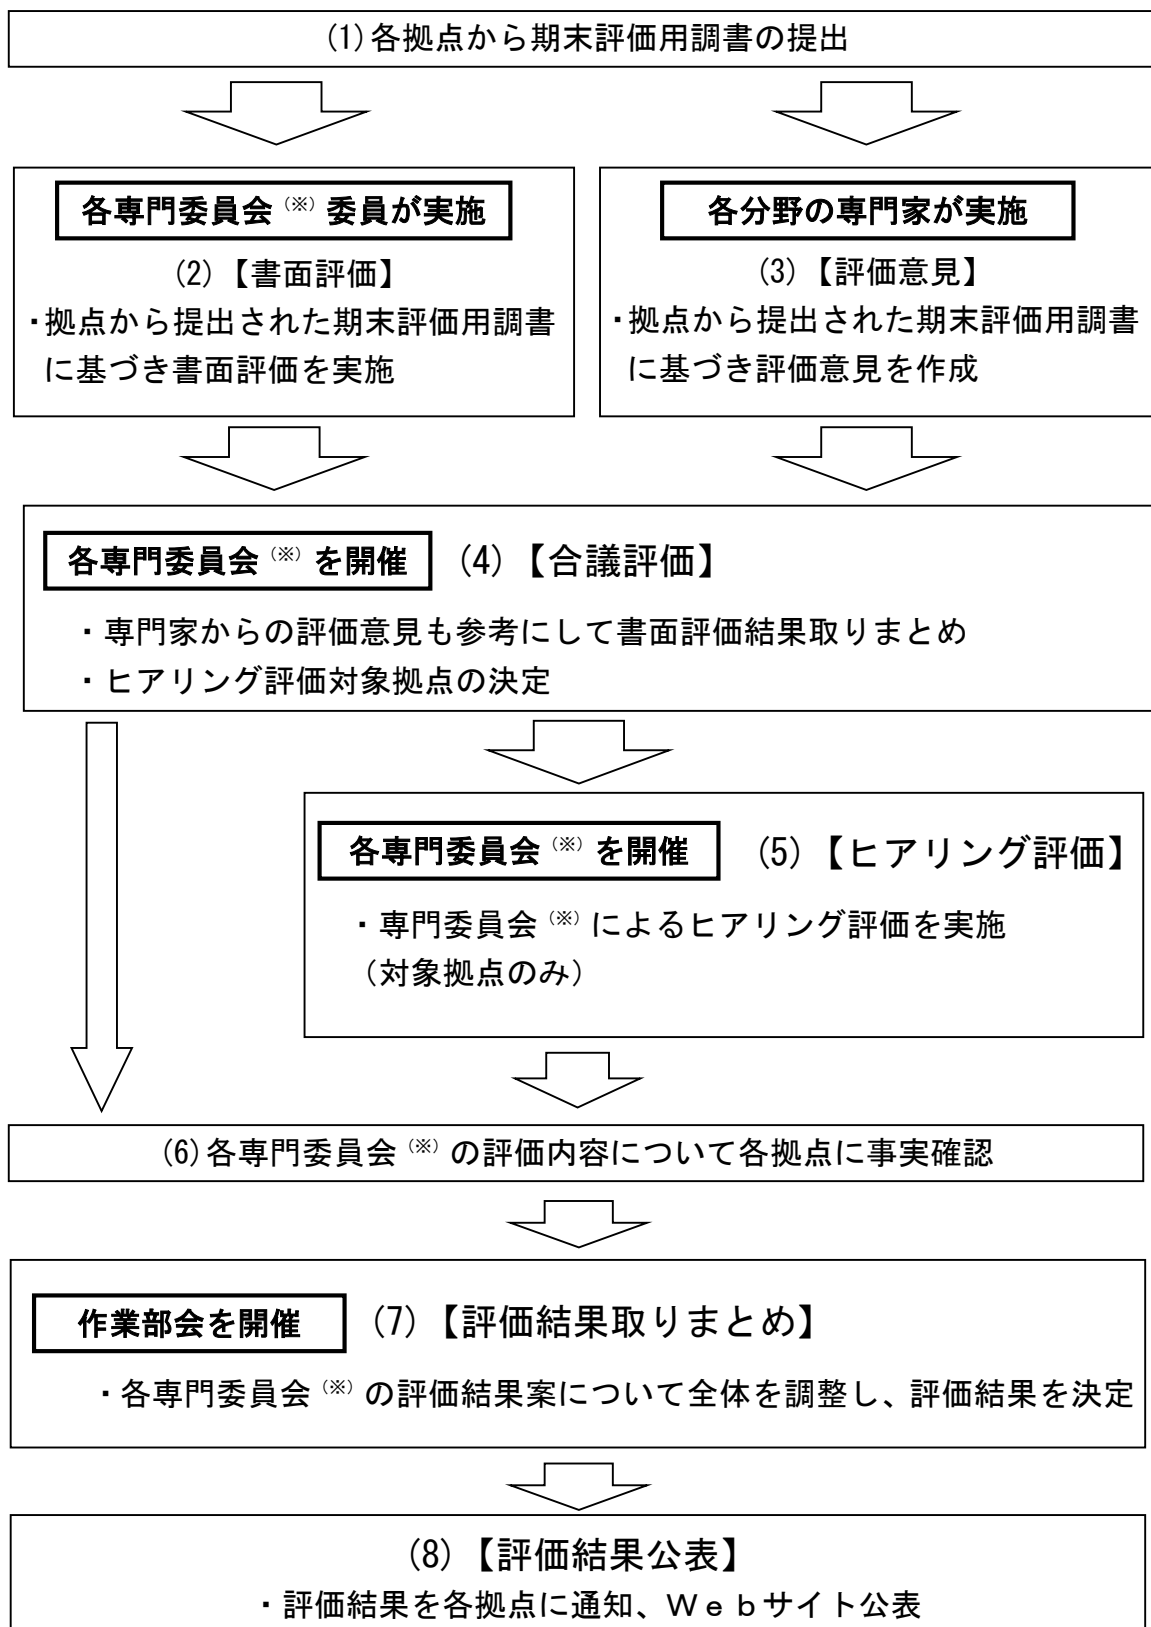 (1)各拠点から期末評価用調書の提出
各専門委員会(※)委員が実施
(2)【書面評価】
・拠点から提出された期末評価用調書
に基づき書面評価を実施
各分野の専門家が実施
(3)【評価意見】
・拠点から提出された期末評価用調書
に基づき評価意見を作成
各専門委員会(※)を開催
(4)【合議評価】
・専門家からの評価意見も参考にして書面評価結果取りまとめ
・ヒアリング評価対象拠点の決定
各専門委員会(※)を開催
(5)【ヒアリング評価】
・専門委員会(※)によるヒアリング評価を実施
（対象拠点のみ）
(6)各専門委員会(※)の評価内容について各拠点に事実確認
作業部会を開催
(7)【評価結果取りまとめ】
・各専門委員会(※)の評価結果案について全体を調整し、評価結果を決定
(8)【評価結果公表】
・評価結果を各拠点に通知、Ｗｅｂサイト公表